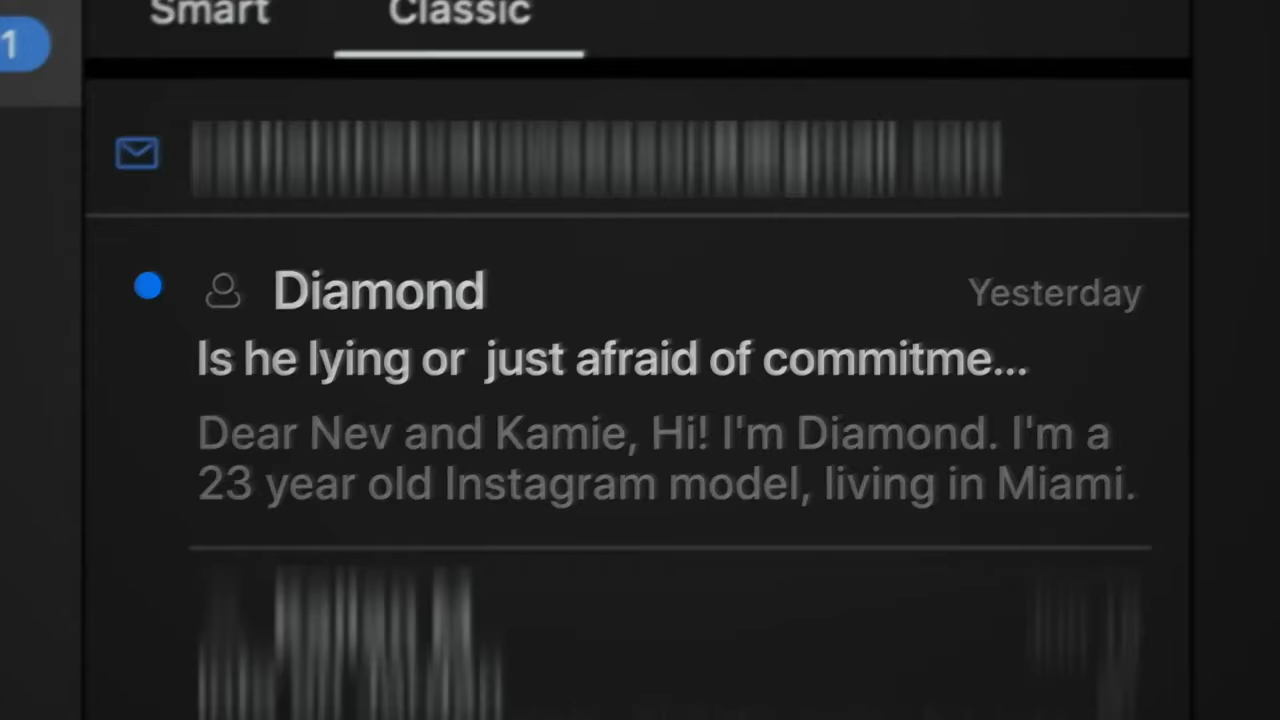 Smart Classic
1
Diamond Yesterday
Is he lying or just afraid of commitme...
Dear Nev and Kamie, Hi! I'm Diamond. I'm a
23 year old Instagram model, living in Miami.